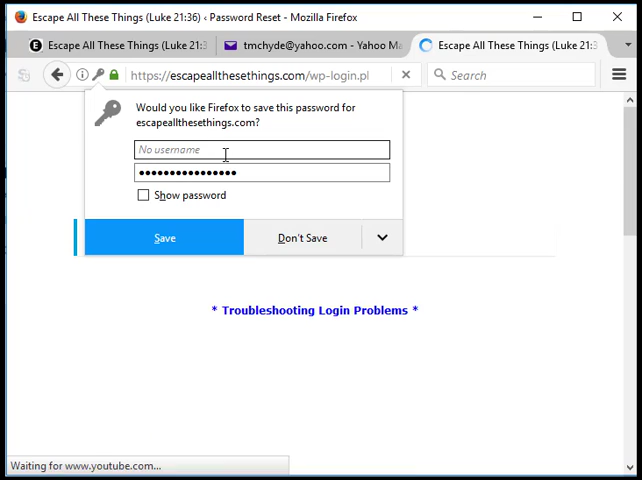 Escape All These Things (Luke 21:36) ‹ Password Reset - Mozilla Firefox
E Escape All These Things (Luke 21:3
tmchyde@yahoo.com - Yahoo Ma
Escape All These Things (Luke 21:3
https://escapeallthesethings.com/wp-login.pl
Search
Would you like Firefox to save this password for
escapeallthesethings.com?
No username
Show password
Save
Don't Save
* Troubleshooting Login Problems *
Waiting for www.youtube.com...